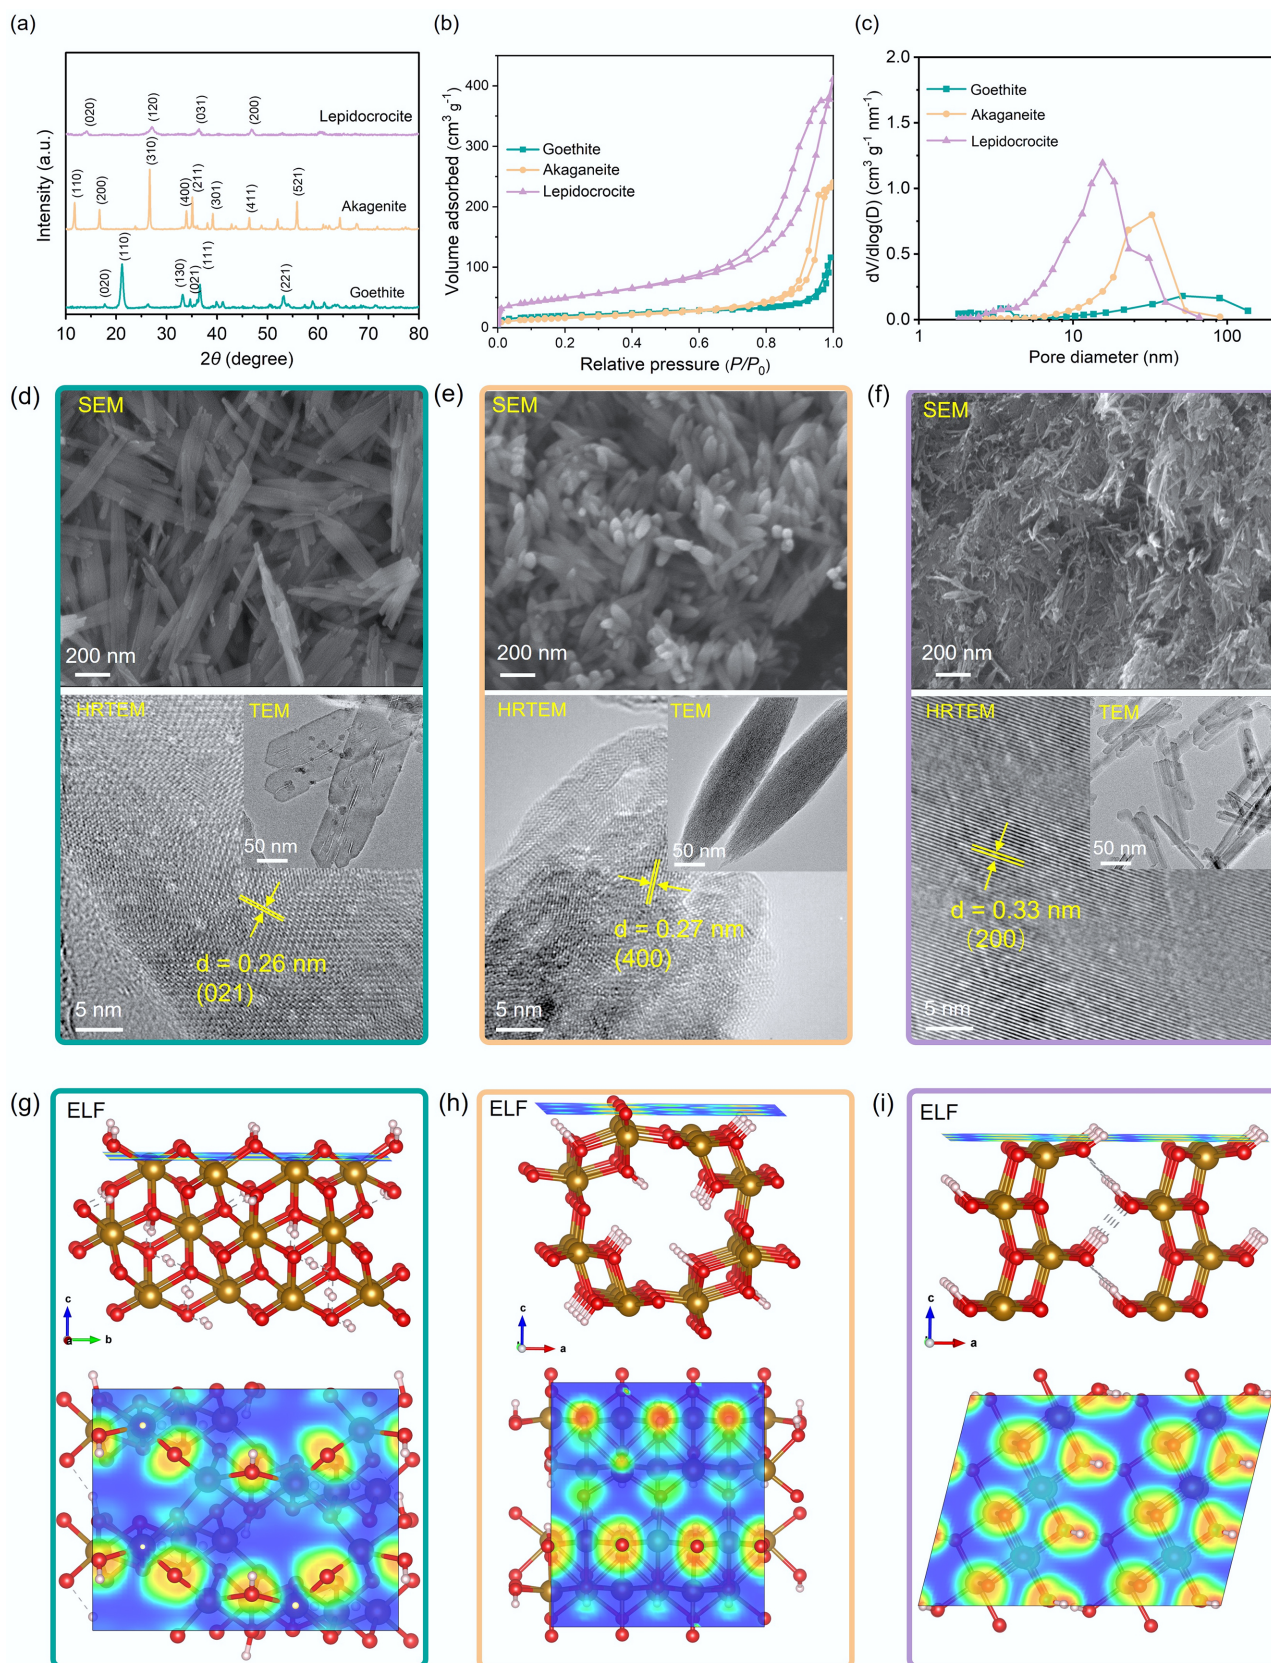 (a)
(020)
(120)
(031)
(200)
Lepidocrocite
(110)
(200)
(310)
(400)
(211)
(301)
(411)
(521)
Akagenite
(020)
(110)
(130)
(021)
(111)
(221)
Goethite
Intensity (a.u.)
10 20 30 40 50 60 70 80
2θ (degree)
(b)
400
350
300
250
200
150
100
50
0
Volume adsorbed (cm³ g⁻¹)
Goethite
Akaganeite
Lepidocrocite
0.0 0.2 0.4 0.6 0.8 1.0
Relative pressure (P/P₀)
(c)
2.0
1.5
1.0
0.5
0.0
dV/dlog(D) (cm³ g⁻¹ nm⁻¹)
Goethite
Akaganeite
Lepidocrocite
1 10 100
Pore diameter (nm)
(d)
SEM
200 nm
HRTEM
TEM
50 nm
d = 0.26 nm
(021)
5 nm
(e)
SEM
200 nm
HRTEM
TEM
50 nm
d = 0.27 nm
(400)
5 nm
(f)
SEM
200 nm
HRTEM
TEM
50 nm
d = 0.33 nm
(200)
5 nm
(g)
ELF
c
a
b
(h)
ELF
c
a
(i)
ELF
c
a